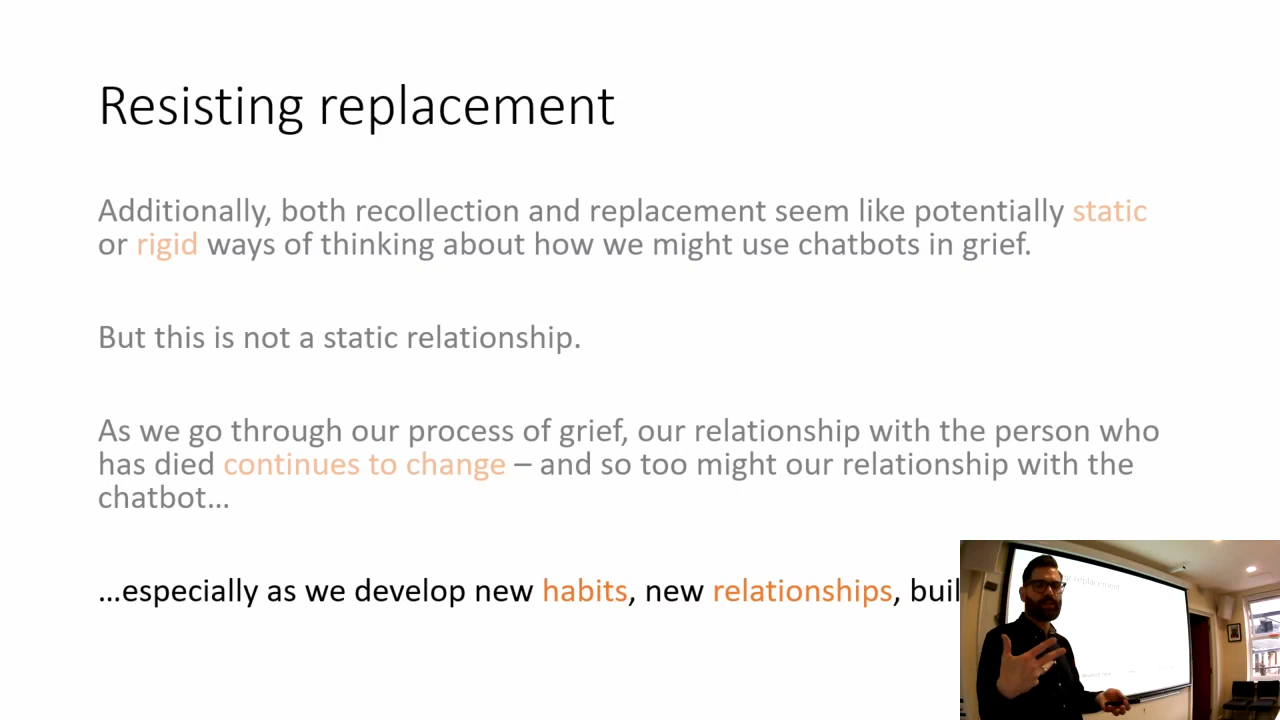 Resisting replacement
Additionally, both recollection and replacement seem like potentially static
or rigid ways of thinking about how we might use chatbots in grief.
But this is not a static relationship.
As we go through our process of grief, our relationship with the person who
has died continues to change – and so too might our relationship with the
chatbot…
…especially as we develop new habits, new relationships, buil
replacement